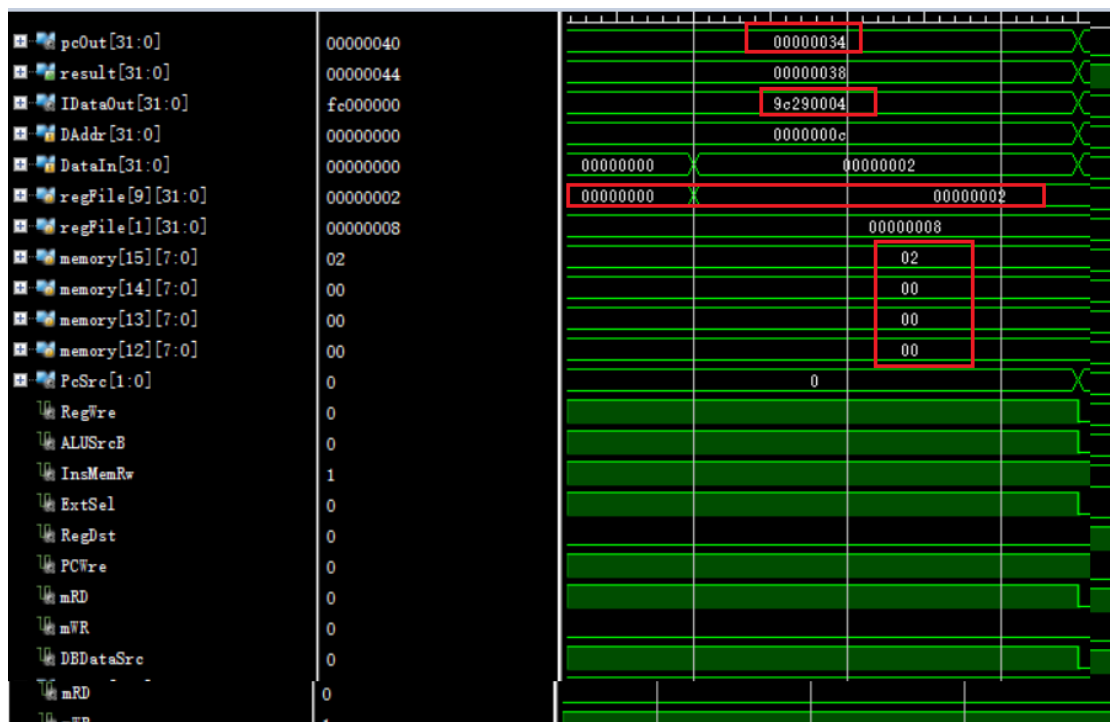 pcOut[31:0] 00000040 00000034
result[31:0] 00000044 00000038
IDataOut[31:0] fc000000 9c290004
DAddr[31:0] 00000000 0000000c
DataIn[31:0] 00000000 00000000 00000002
regFile[9][31:0] 00000002 00000000 00000002
regFile[1][31:0] 00000008 00000008
memory[15][7:0] 02 02
memory[14][7:0] 00 00
memory[13][7:0] 00 00
memory[12][7:0] 00 00
PcSrc[1:0] 0 0
RegWre 0
ALUSrcB 0
InsMemRw 1
ExtSel 0
RegDst 0
PCWre 0
mRD 0
mWR 0
DBDataSrc 0
mRD 0